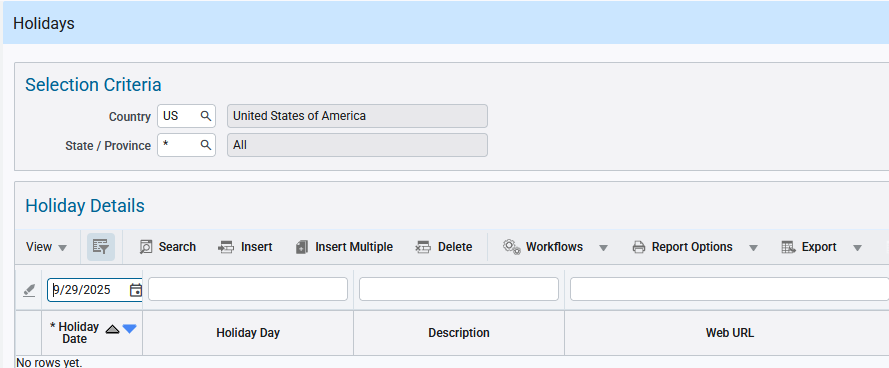 Holidays
Selection Criteria
Country US United States of America
State / Province * All
Holiday Details
View Search Insert Insert Multiple Delete Workflows Report Options Export
9/29/2025
* Holiday
Date Holiday Day Description Web URL
No rows yet.